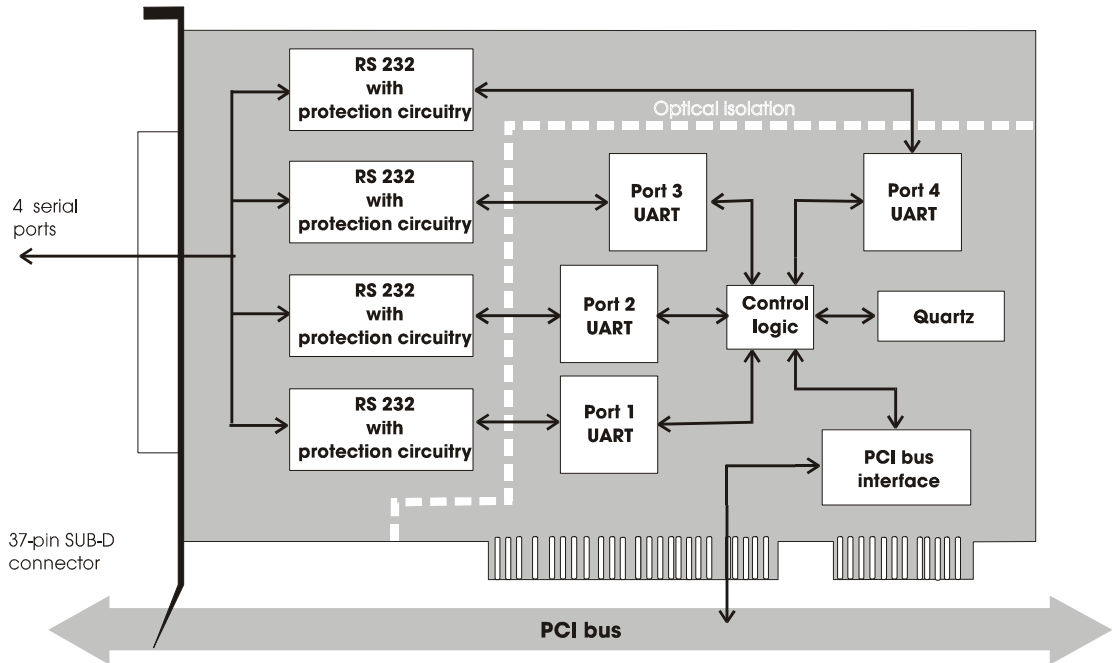 RS 232
with
protection circuitry
Optical isolation
RS 232
with
protection circuitry
Port 3
UART
Port 4
UART
4 serial
ports
RS 232
with
protection circuitry
Port 2
UART
Control
logic
Quartz
RS 232
with
protection circuitry
Port 1
UART
PCI bus
interface
37-pin SUB-D
connector
PCI bus